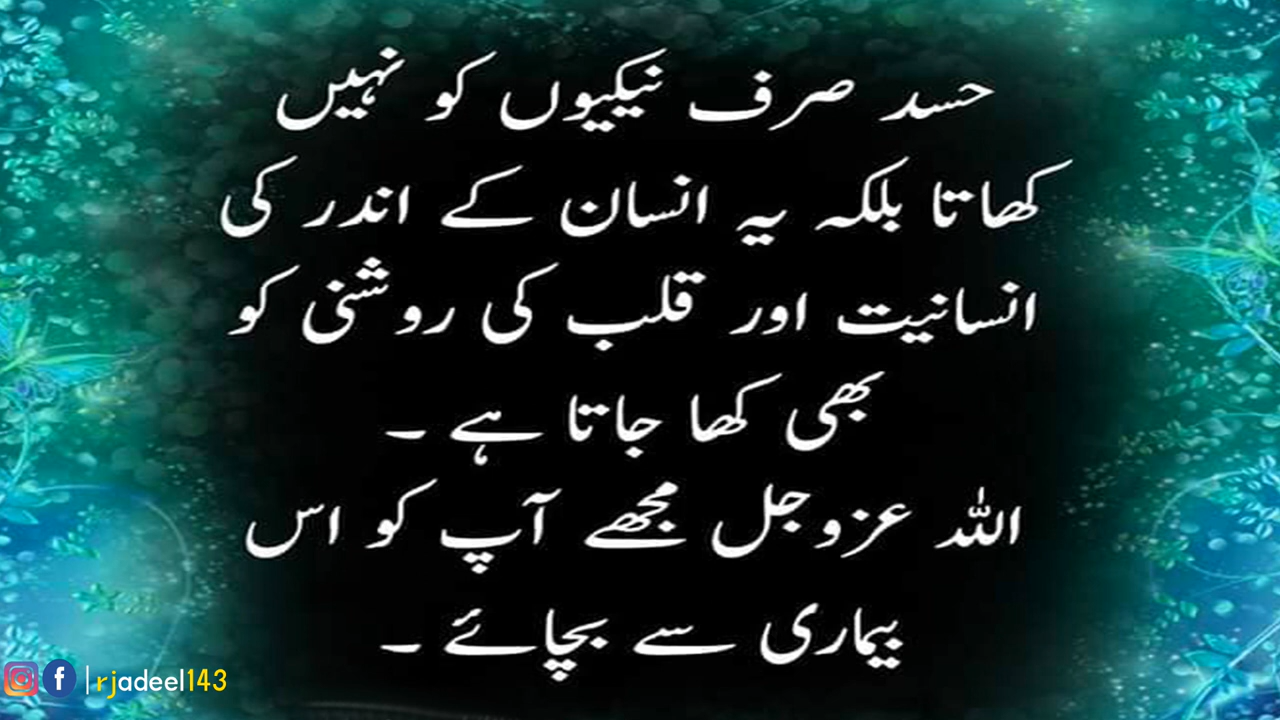 حسد صرف نیکیوں کو نہیں
کھاتا بلکہ یہ انسان کے اندر کی
انسانیت اور قلب کی روشنی کو
بھی کھا جاتا ہے ۔
اللہ عزوجل مجھے آپ کو اس
بیماری سے بچائے ۔
| rjadeel143